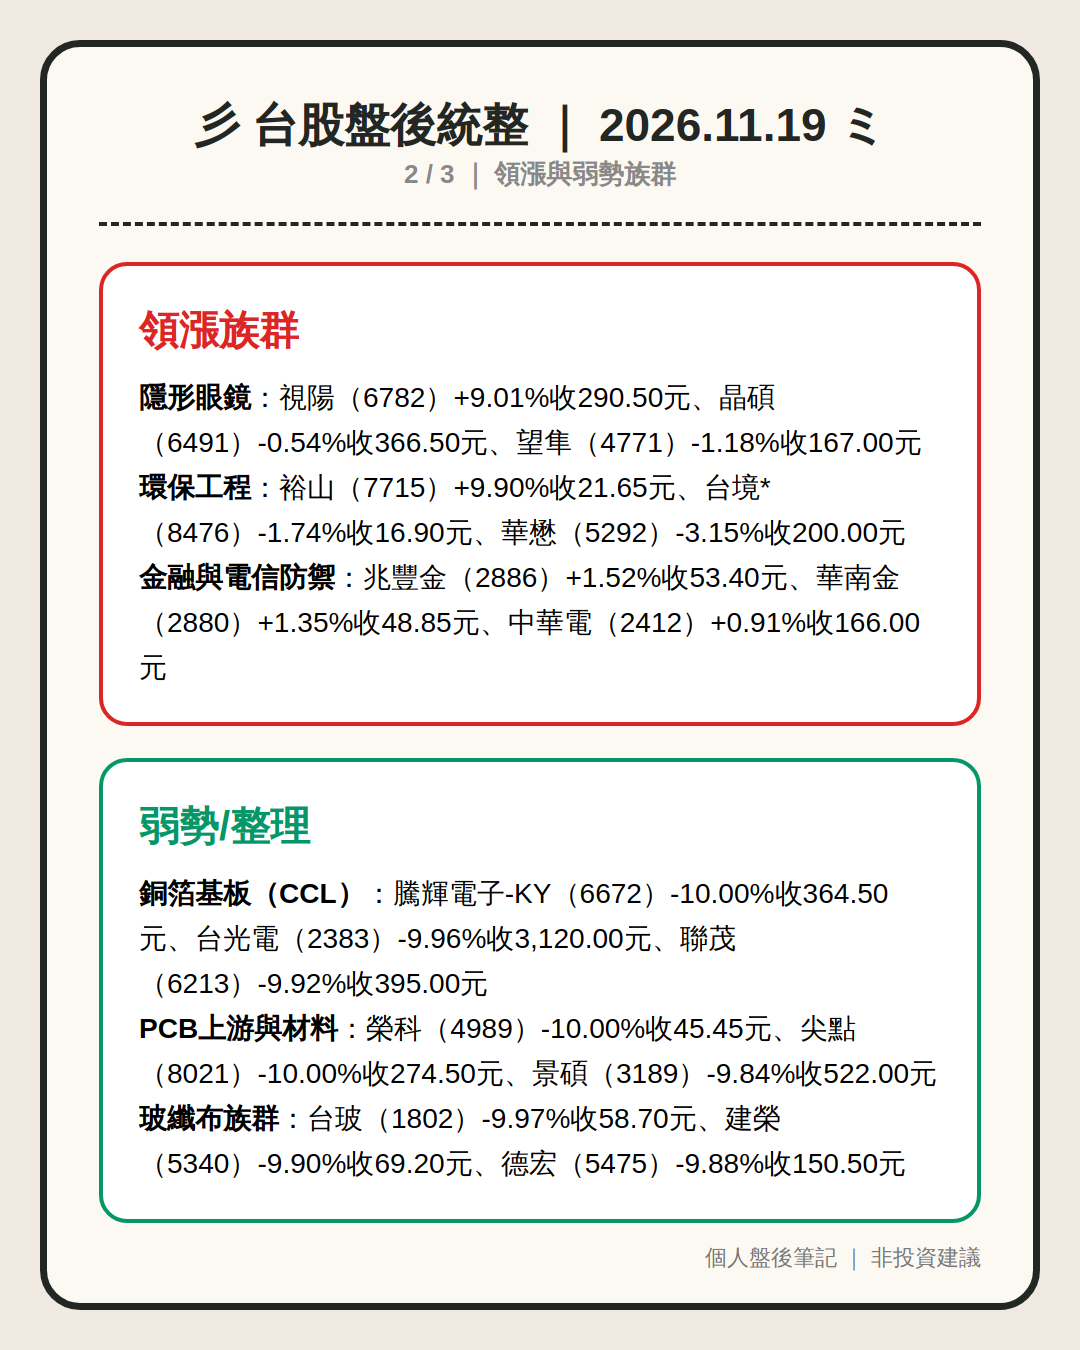 彡 台股盤後統整 ｜ 2026.11.19 ミ
2 / 3 ｜ 領漲與弱勢族群
領漲族群
隱形眼鏡：視陽（6782）+9.01%收290.50元、晶碩
（6491）-0.54%收366.50元、望隼（4771）-1.18%收167.00元
環保工程：裕山（7715）+9.90%收21.65元、台境*
（8476）-1.74%收16.90元、華懋（5292）-3.15%收200.00元
金融與電信防禦：兆豐金（2886）+1.52%收53.40元、華南金
（2880）+1.35%收48.85元、中華電（2412）+0.91%收166.00
元
弱勢/整理
銅箔基板（CCL）：騰輝電子-KY（6672）-10.00%收364.50
元、台光電（2383）-9.96%收3,120.00元、聯茂
（6213）-9.92%收395.00元
PCB上游與材料：榮科（4989）-10.00%收45.45元、尖點
（8021）-10.00%收274.50元、景碩（3189）-9.84%收522.00元
玻纖布族群：台玻（1802）-9.97%收58.70元、建榮
（5340）-9.90%收69.20元、德宏（5475）-9.88%收150.50元
個人盤後筆記 ｜ 非投資建議